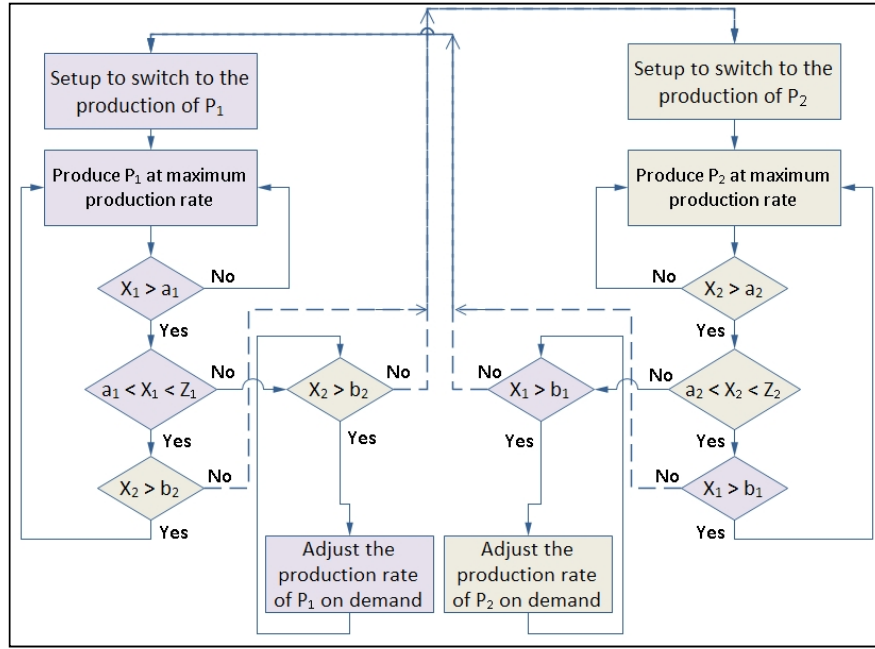 Setup to switch to the
production of P₁
Setup to switch to the
production of P₂
Produce P₁ at maximum
production rate
Produce P₂ at maximum
production rate
X₁ > a₁
No
Yes
No
X₂ > a₂
Yes
a₁ < X₁ < Z₁
No
X₂ > b₂
No
No
X₁ > b₁
No
a₂ < X₂ < Z₂
Yes
Yes
Yes
Yes
X₂ > b₂
No
Yes
No
X₁ > b₁
Yes
Adjust the
production rate
of P₁ on demand
Adjust the
production rate
of P₂ on demand